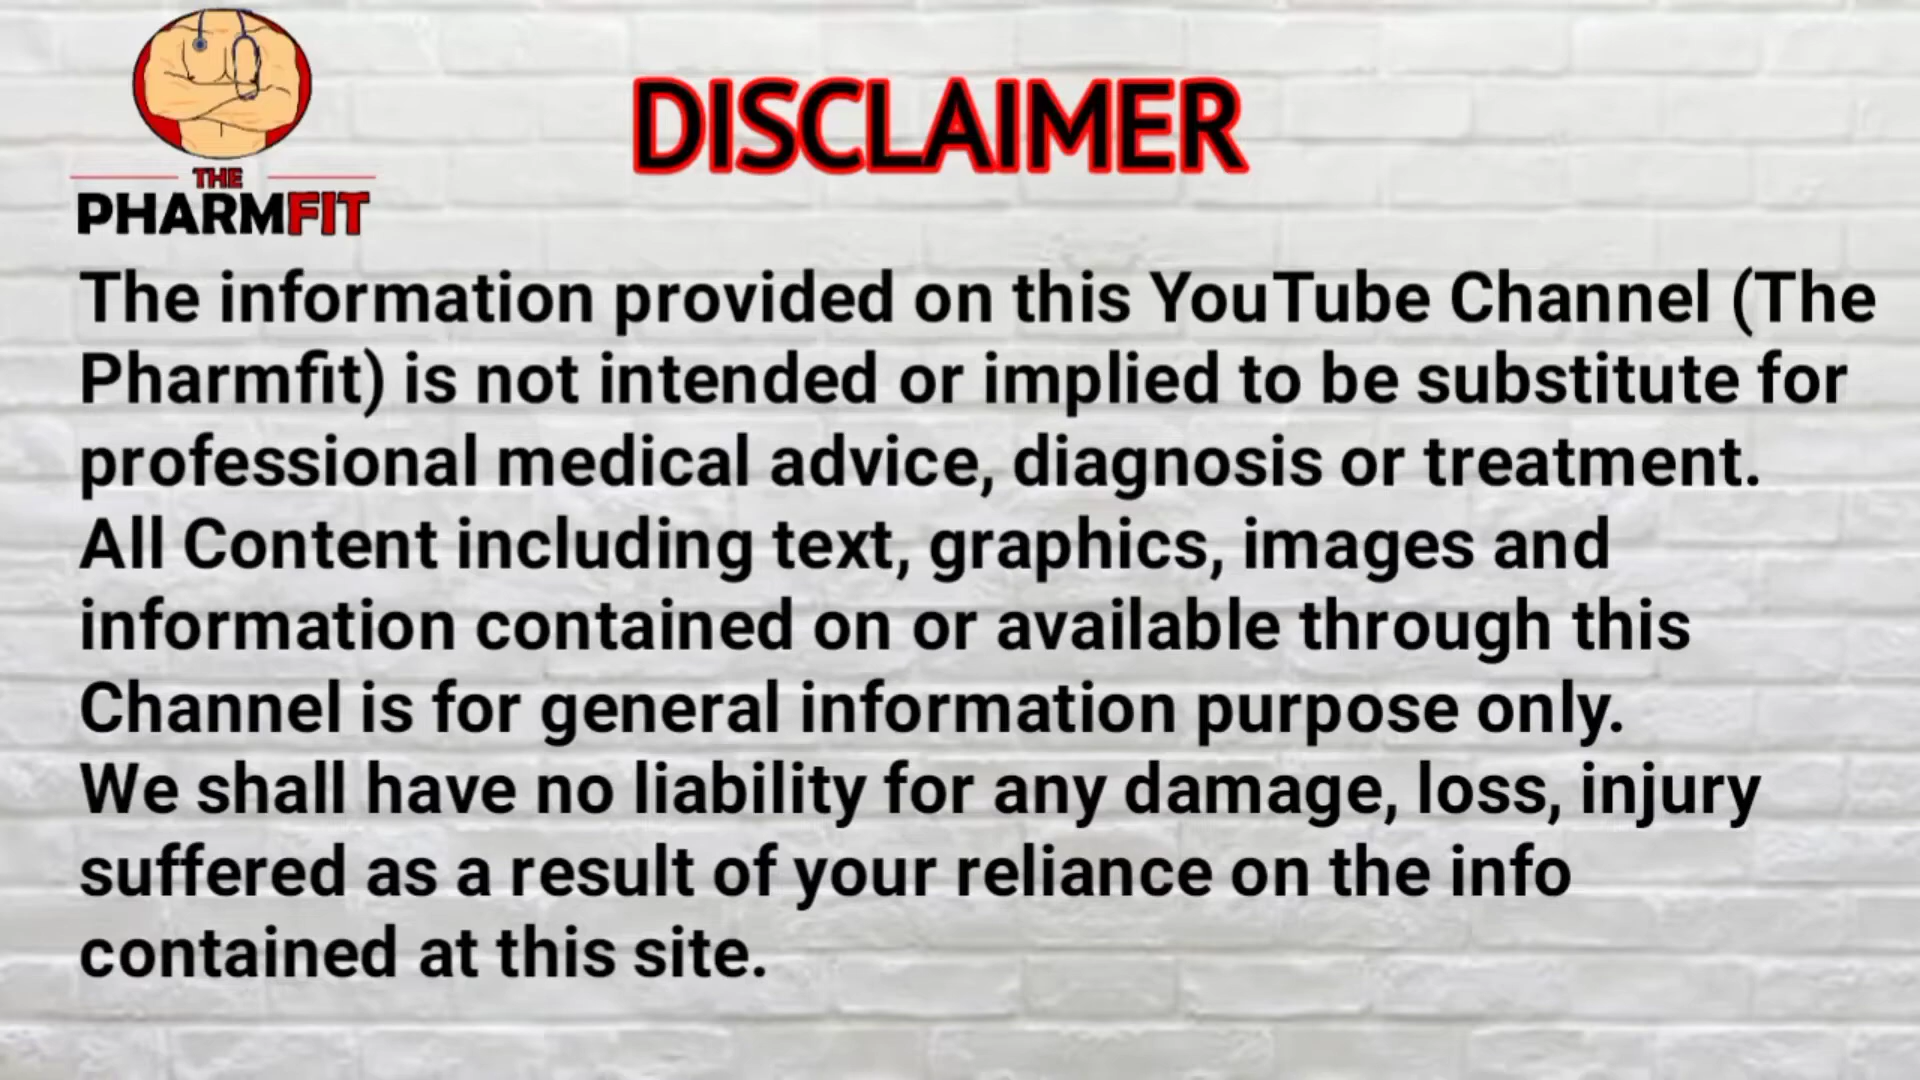 DISCLAIMER
THE
PHARMFIT
The information provided on this YouTube Channel (The
Pharmfit) is not intended or implied to be substitute for
professional medical advice, diagnosis or treatment.
All Content including text, graphics, images and
information contained on or available through this
Channel is for general information purpose only.
We shall have no liability for any damage, loss, injury
suffered as a result of your reliance on the info
contained at this site.